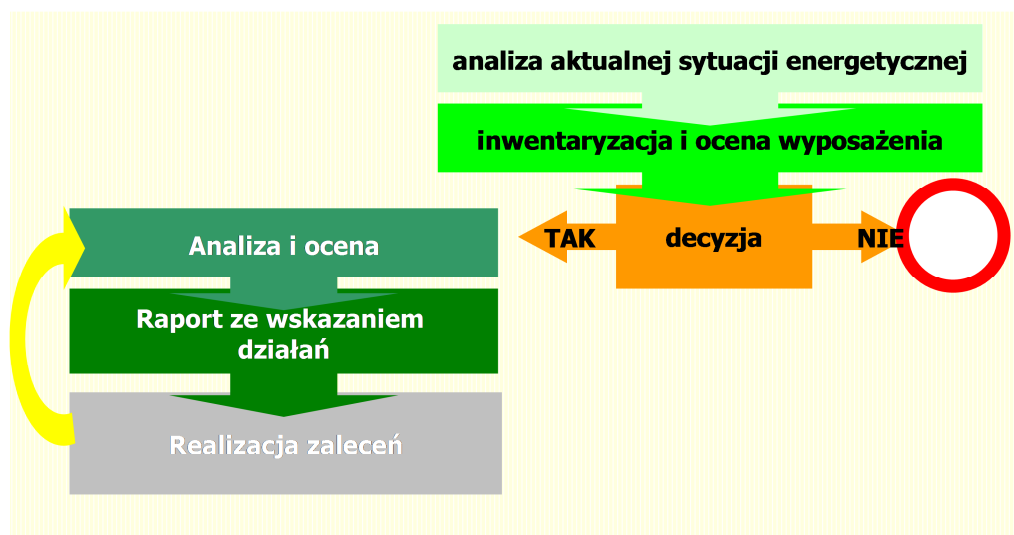 analiza aktualnej sytuacji energetycznej
inwentaryzacja i ocena wyposażenia
TAK
decyzja
NIE
Analiza i ocena
Raport ze wskazaniem
działań
Realizacja zaleceń